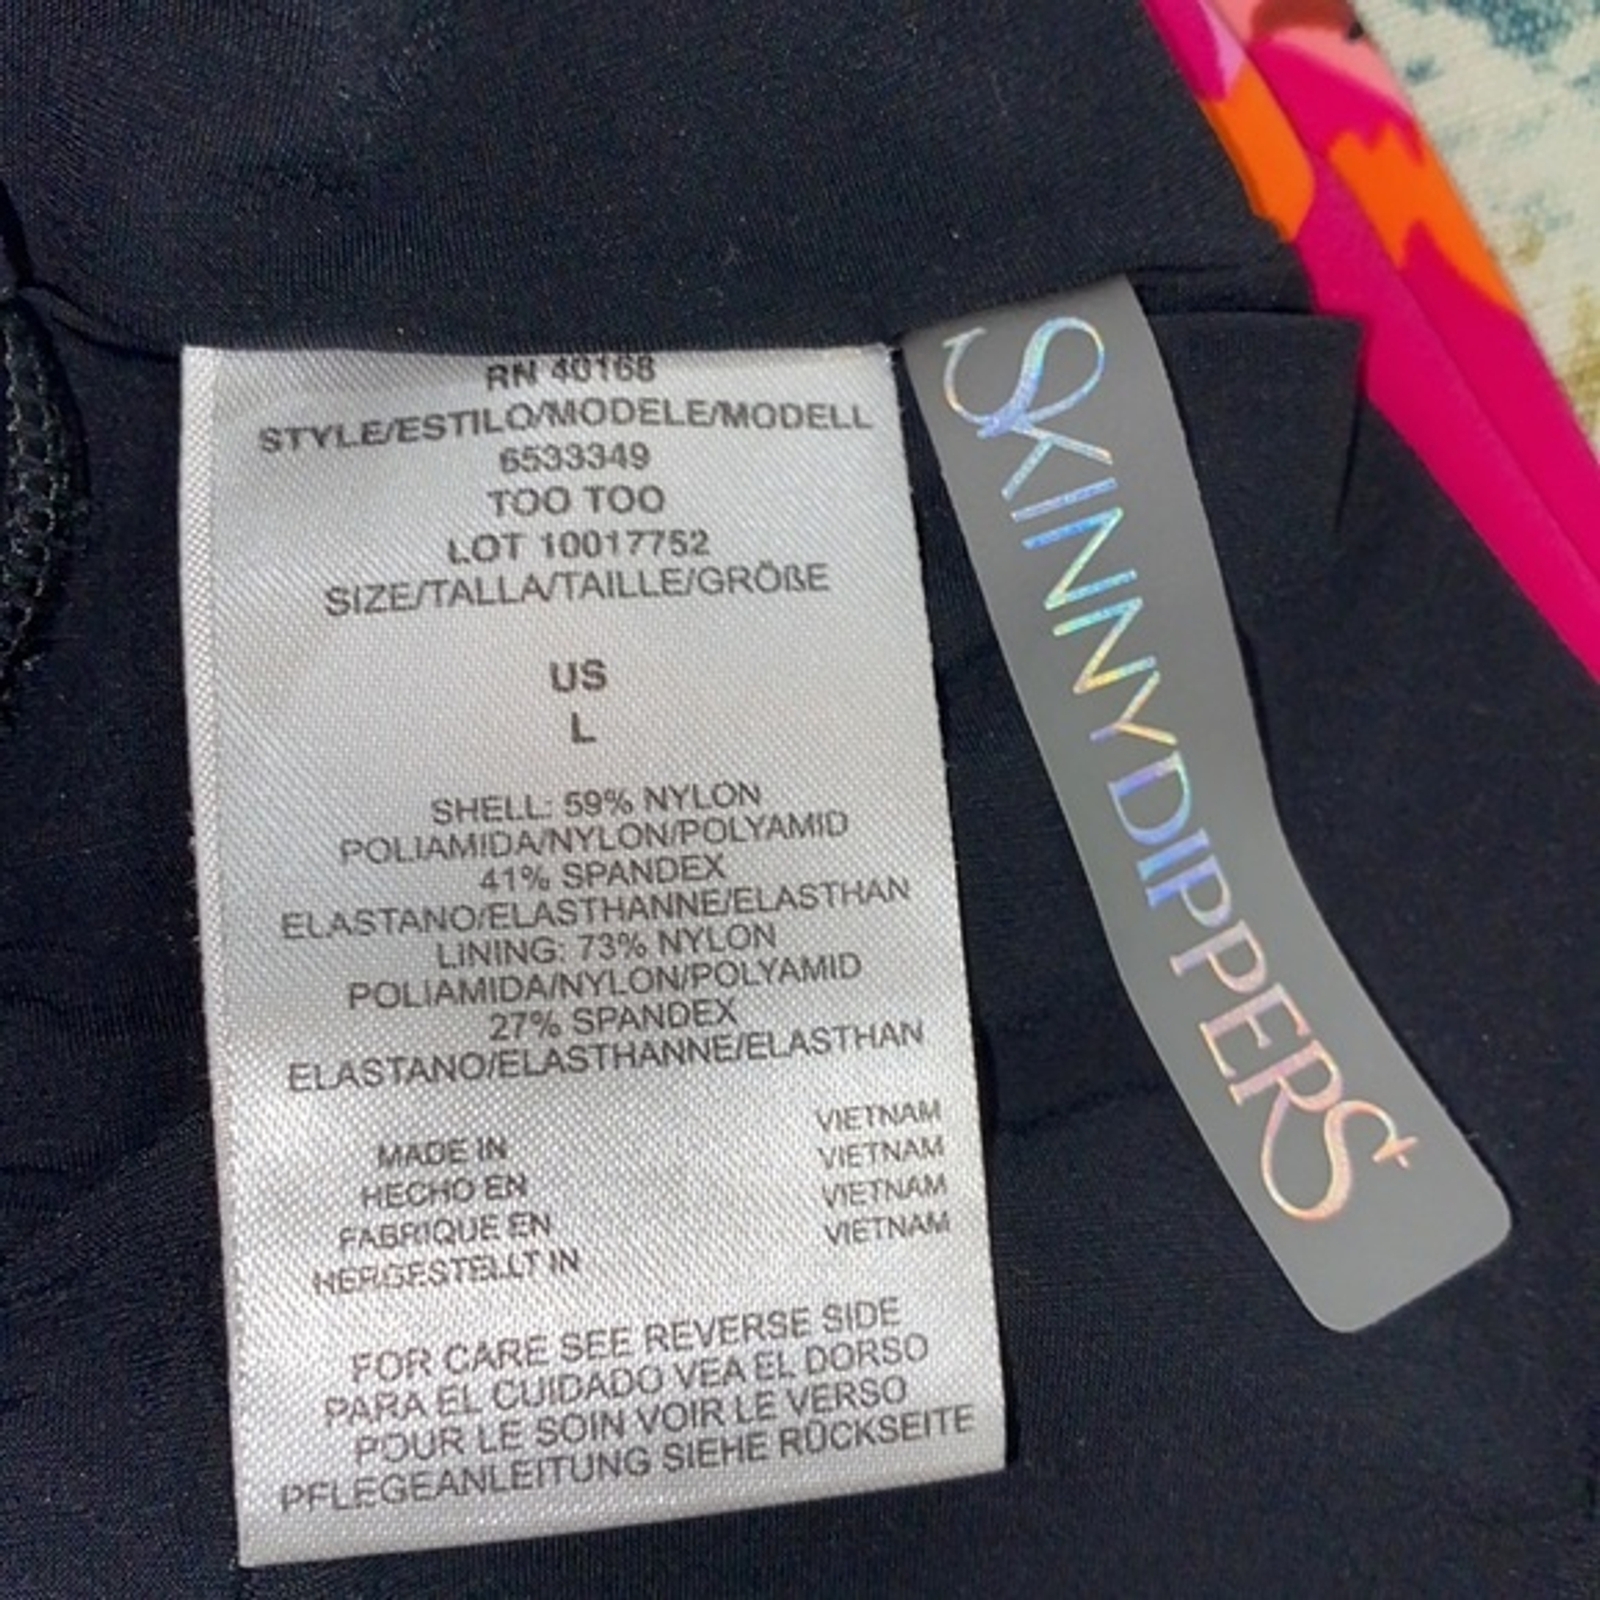 RN 40168
STYLE/ESTILO/MODELE/MODELL
6533349
TOO TOO
LOT 10017752
SIZE/TALLA/TAILLE/GRÖßE
US
L
SHELL: 59% NYLON
POLIAMIDA/NYLON/POLYAMID
41% SPANDEX
ELASTANO/ELASTHANNE/ELASTHAN
LINING: 73% NYLON
POLIAMIDA/NYLON/POLYAMID
27% SPANDEX
ELASTANO/ELASTHANNE/ELASTHAN
MADE IN VIETNAM
HECHO EN VIETNAM
FABRIQUE EN VIETNAM
HERGESTELLT IN VIETNAM
FOR CARE SEE REVERSE SIDE
PARA EL CUIDADO VEA EL DORSO
POUR LE SOIN VOIR LE VERSO
PFLEGEANLEITUNG SIEHE RÜCKSEITE
SKINNY DIPPERS